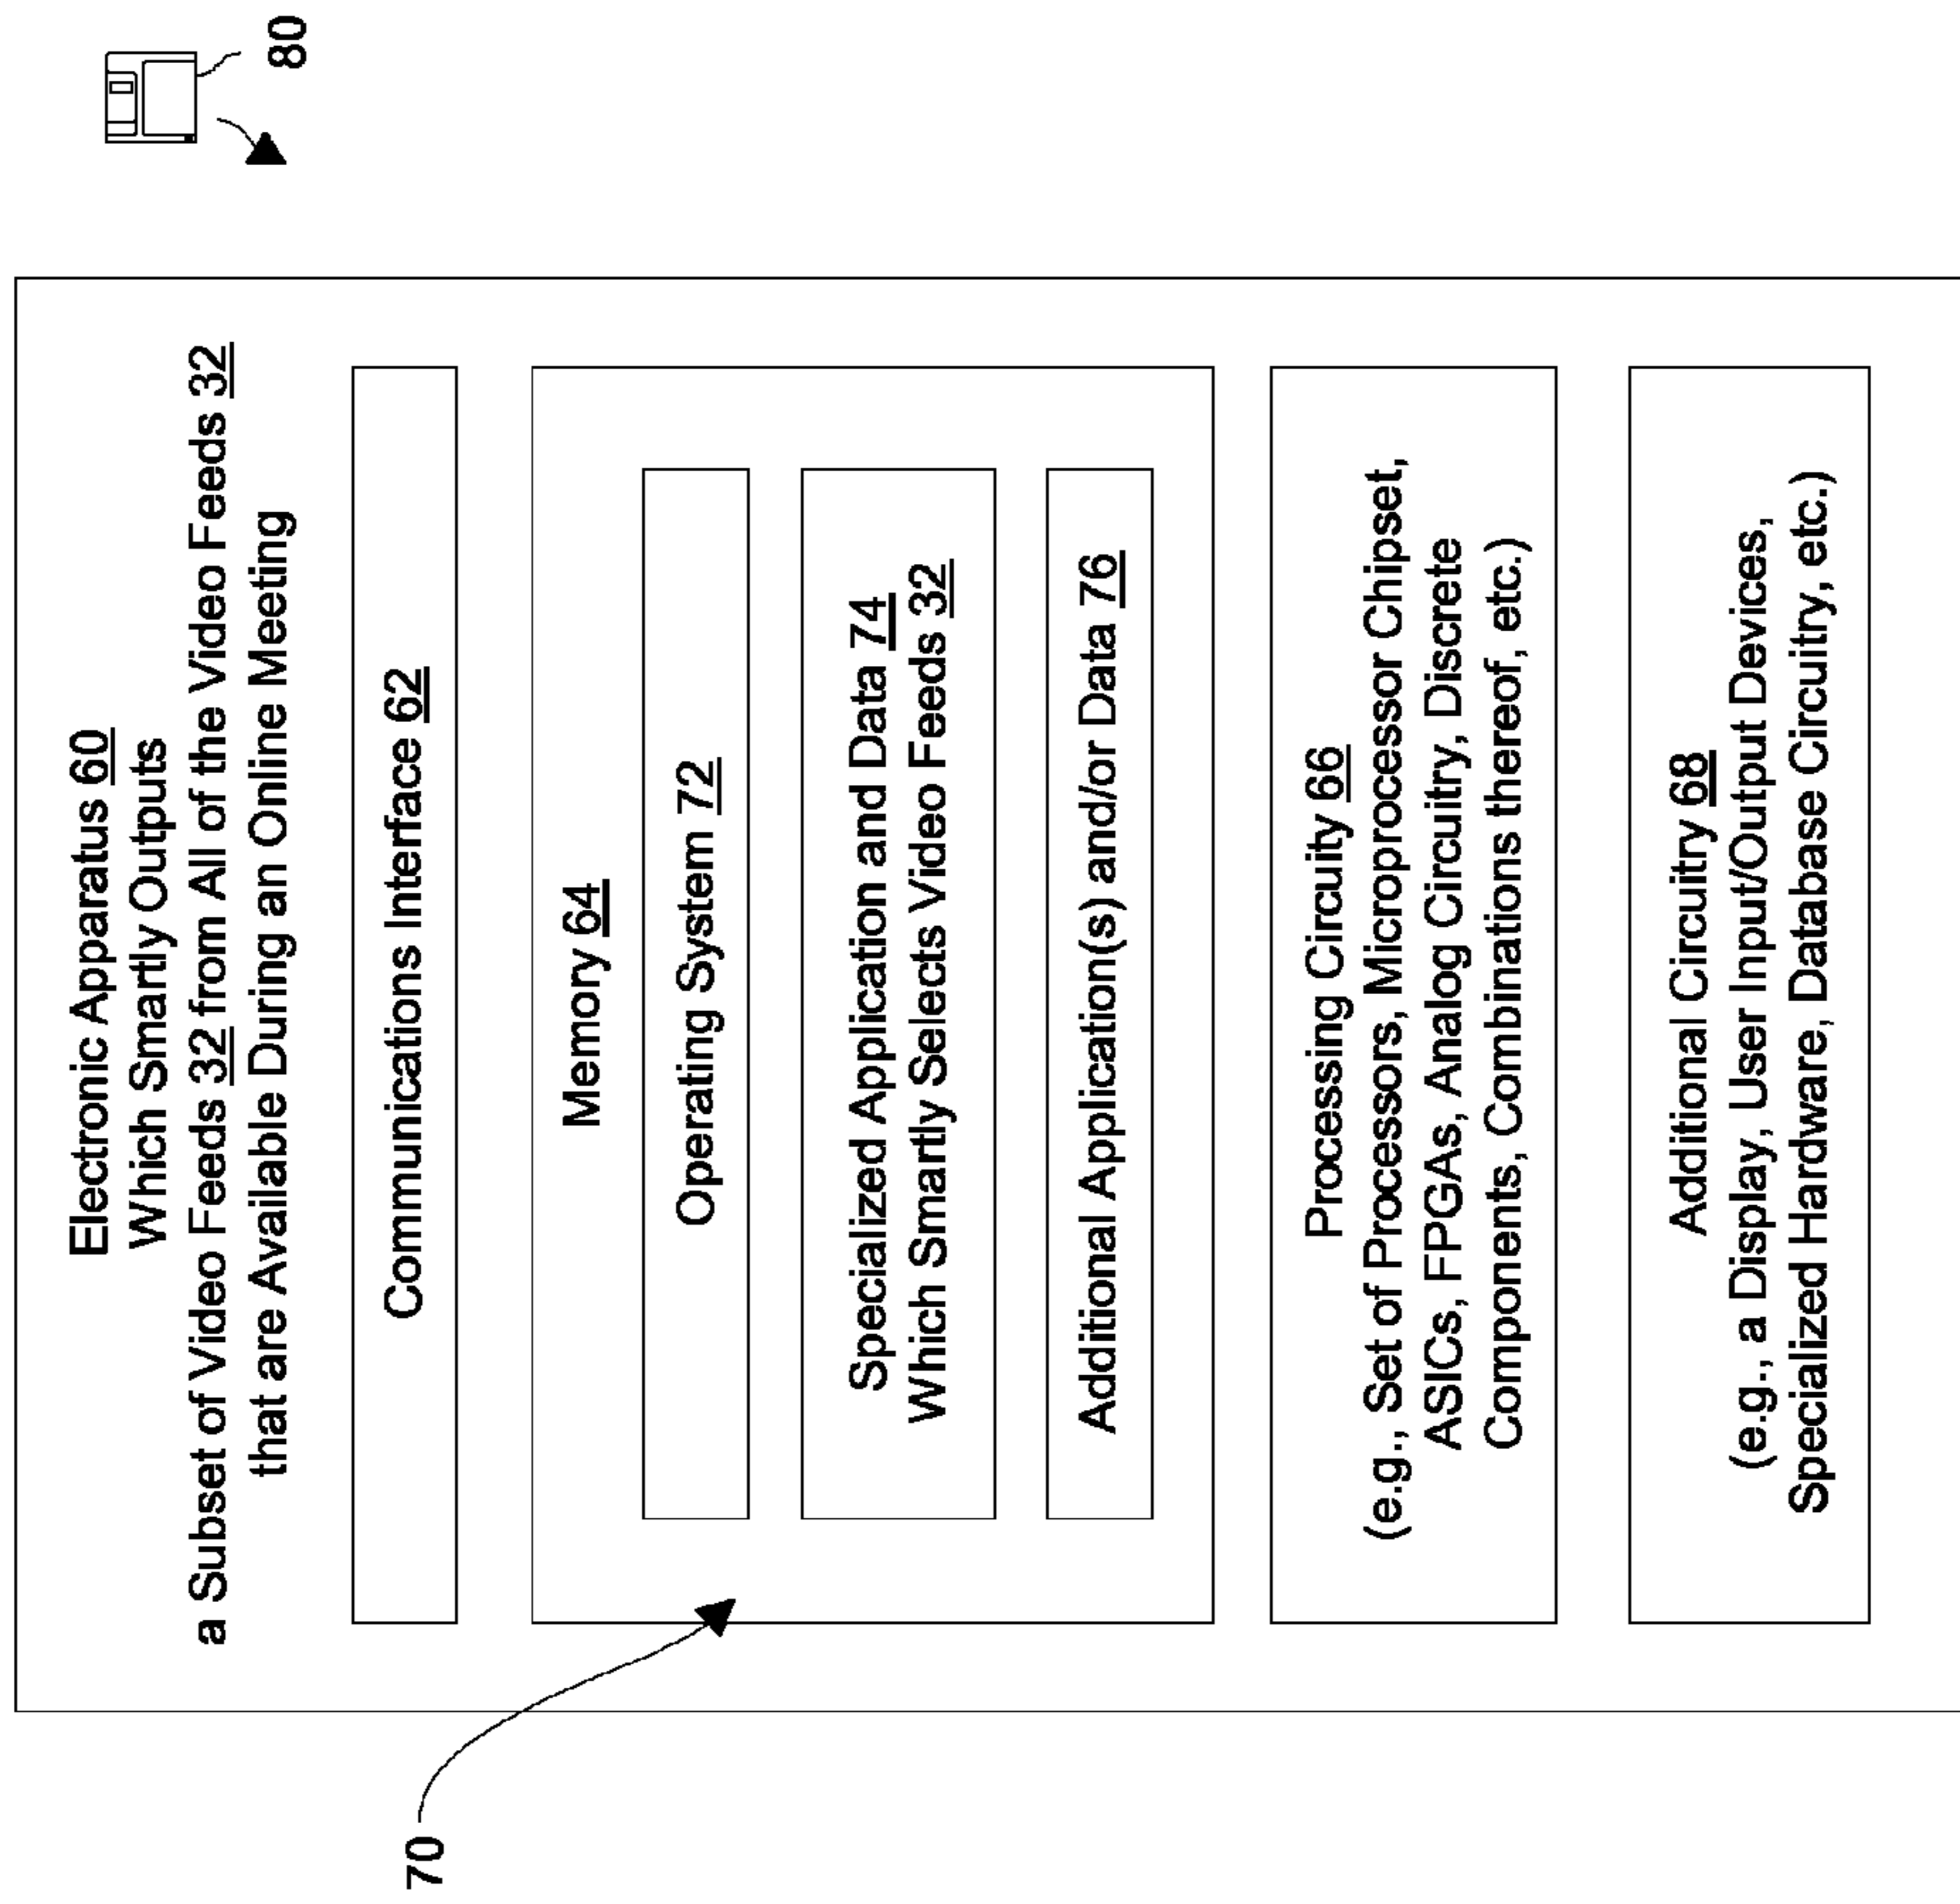 Electronic Apparatus 60
Which Smartly Outputs
a Subset of Video Feeds 32 from All of the Video Feeds 32
that are Available During an Online Meeting
80
Communications Interface 62
70
Memory 64
Operating System 72
Specialized Application and Data 74
Which Smartly Selects Video Feeds 32
Additional Application(s) and/or Data 76
Processing Circuity 66
(e.g., Set of Processors, Microprocessor Chipset,
ASICs, FPGAs, Analog Circuitry, Discrete
Components, Combinations thereof, etc.)
Additional Circuitry 68
(e.g., a Display, User Input/Output Devices,
Specialized Hardware, Database Circuitry, etc.)